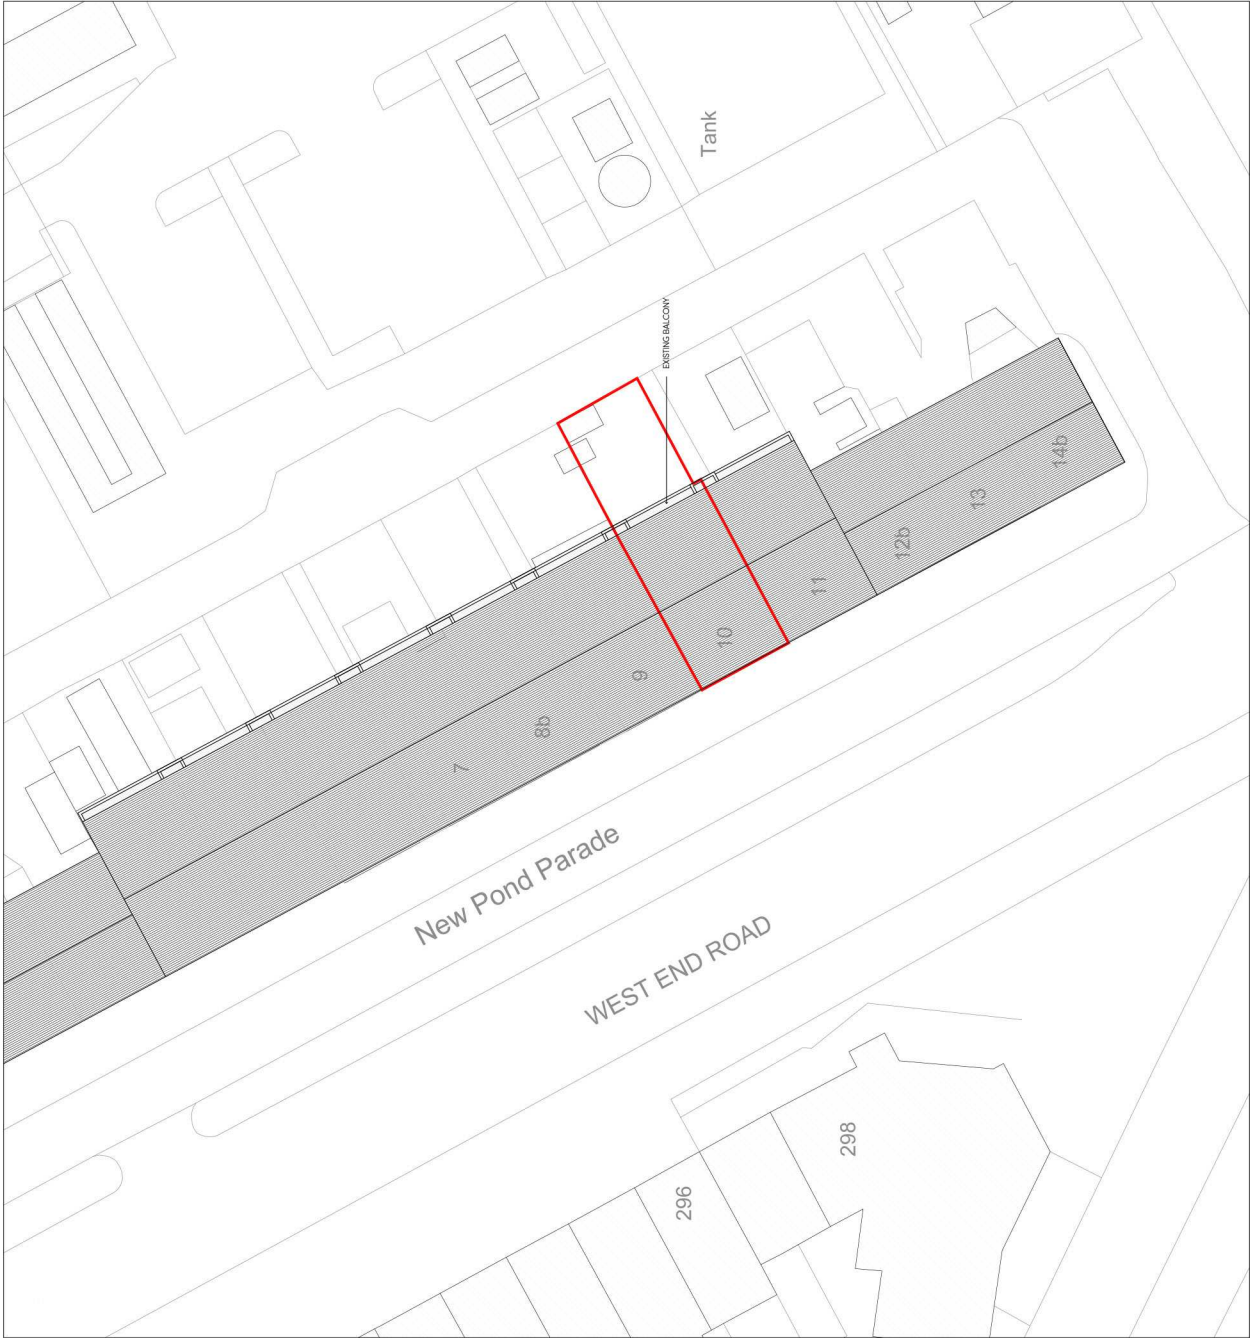 Tank
EXISTING BALCONY
14b
13
12b
11
10
9
8b
7
New Pond Parade
WEST END ROAD
298
296